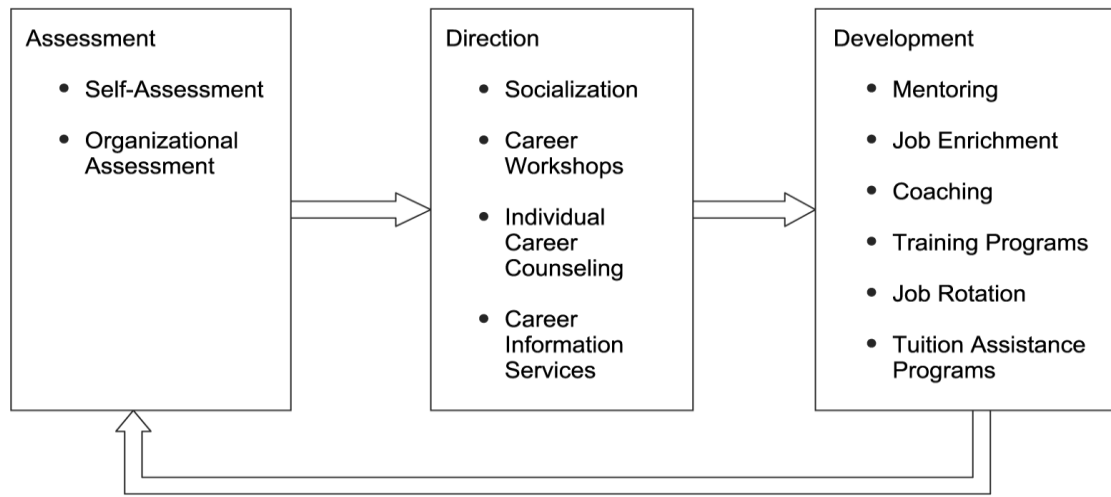 Assessment
• Self-Assessment
• Organizational
Assessment
Direction
• Socialization
• Career
Workshops
• Individual
Career
Counseling
• Career
Information
Services
Development
• Mentoring
• Job Enrichment
• Coaching
• Training Programs
• Job Rotation
• Tuition Assistance
Programs